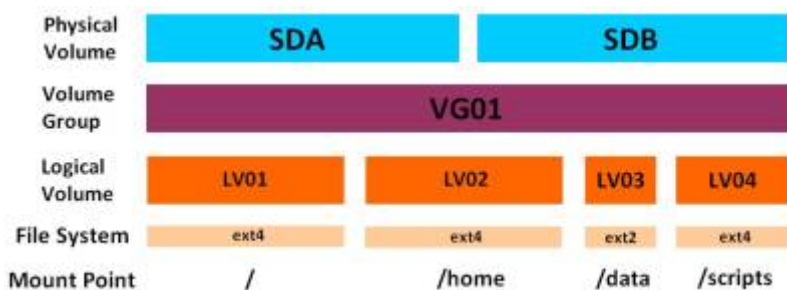 Physical Volume SDA SDB
Volume Group VG01
Logical Volume LV01 LV02 LV03 LV04
File System ext4 ext4 ext2 ext4
Mount Point / /home /data /scripts